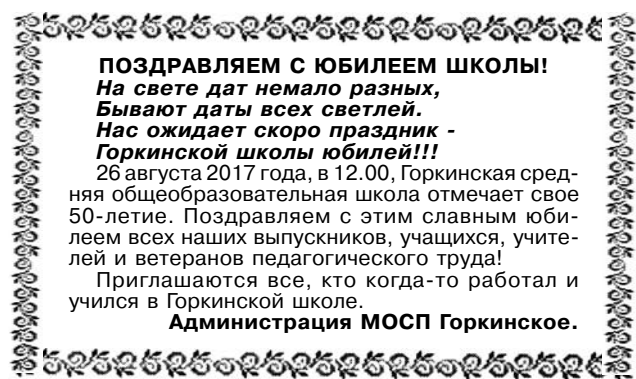 ПОЗДРАВЛЯЕМ С ЮБИЛЕЕМ ШКОЛЫ!
На свете дат немало разных,
Бывают даты всех светлей.
Нас ожидает скоро праздник -
Горкинской школы юбилей!!!
26 августа 2017 года, в 12.00, Горкинская сред-
няя общеобразовательная школа отмечает свое
50-летие. Поздравляем с этим славным юби-
леем всех наших выпускников, учащихся, учите-
лей и ветеранов педагогического труда!
Приглашаются все, кто когда-то работал и
учился в Горкинской школе.
Администрация МОСП Горкинское.